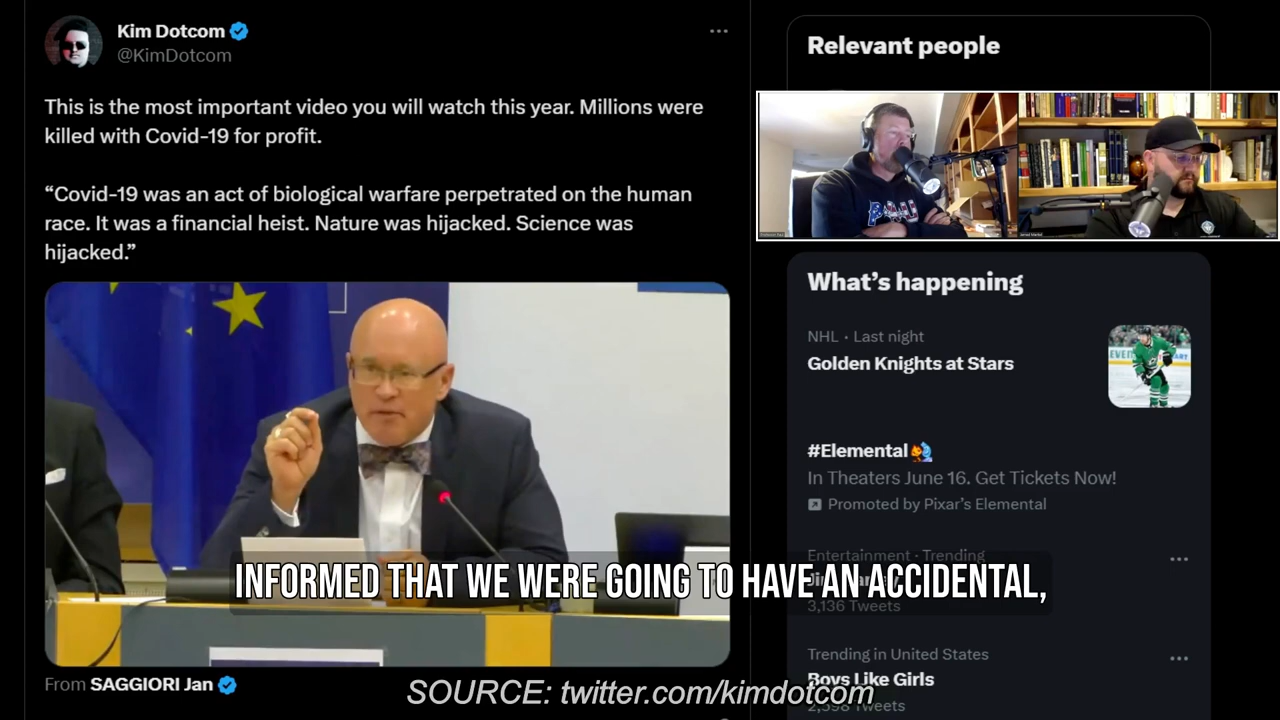 Kim Dotcom
@KimDotcom
This is the most important video you will watch this year. Millions were
killed with Covid-19 for profit.
“Covid-19 was an act of biological warfare perpetrated on the human
race. It was a financial heist. Nature was hijacked. Science was
hijacked.”
INFORMED THAT WE WERE GOING TO HAVE AN ACCIDENTAL,
From SAGGIORI Jan
SOURCE: twitter.com/kimdotcom
Relevant people
What’s happening
NHL · Last night
Golden Knights at Stars
#Elemental
In Theaters June 16. Get Tickets Now!
Promoted by Pixar’s Elemental
Entertainment · Trending
3,136 Tweets
Trending in United States
Boys Like Girls
2,598 Tweets